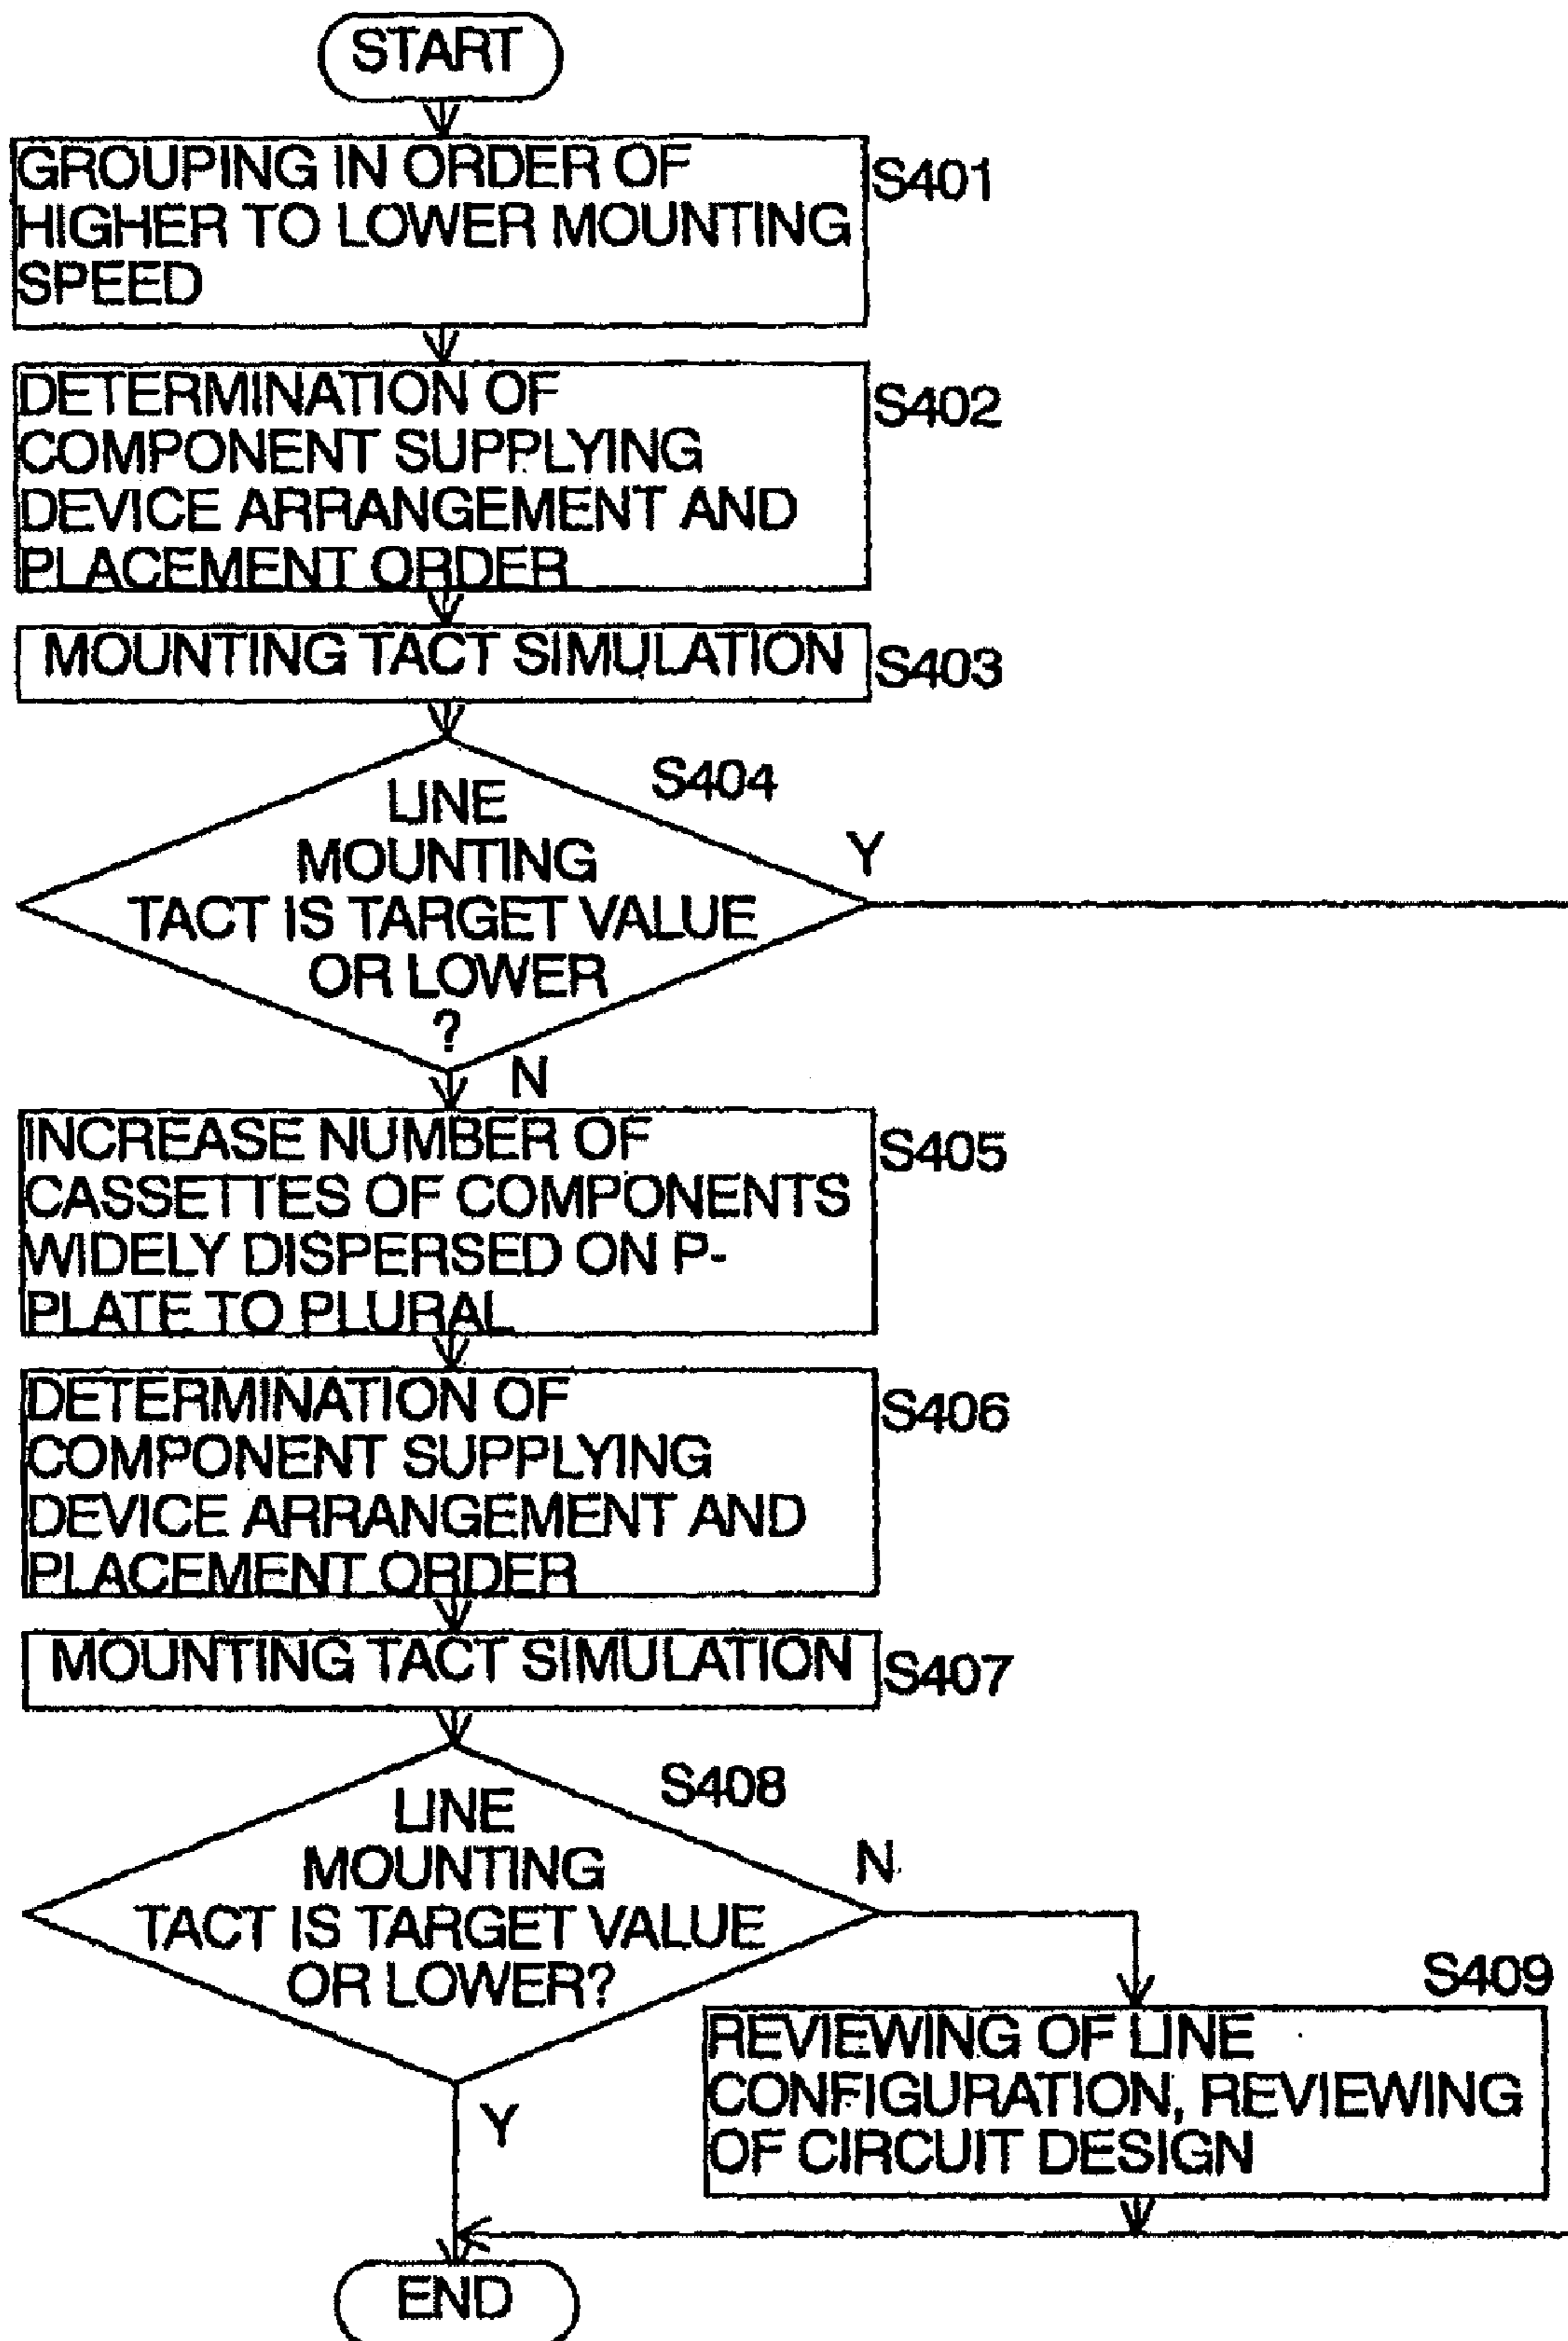 START
GROUPING IN ORDER OF
HIGHER TO LOWER MOUNTING
SPEED
S401
DETERMINATION OF
COMPONENT SUPPLYING
DEVICE ARRANGEMENT AND
PLACEMENT ORDER
S402
MOUNTING TACT SIMULATION
S403
S404
LINE
MOUNTING
TACT IS TARGET VALUE
OR LOWER
?
Y
N
INCREASE NUMBER OF
CASSETTES OF COMPONENTS
WIDELY DISPERSED ON P-
PLATE TO PLURAL
S405
DETERMINATION OF
COMPONENT SUPPLYING
DEVICE ARRANGEMENT AND
PLACEMENT ORDER
S406
MOUNTING TACT SIMULATION
S407
S408
LINE
MOUNTING
TACT IS TARGET VALUE
OR LOWER?
N
S409
REVIEWING OF LINE
CONFIGURATION, REVIEWING
OF CIRCUIT DESIGN
Y
END